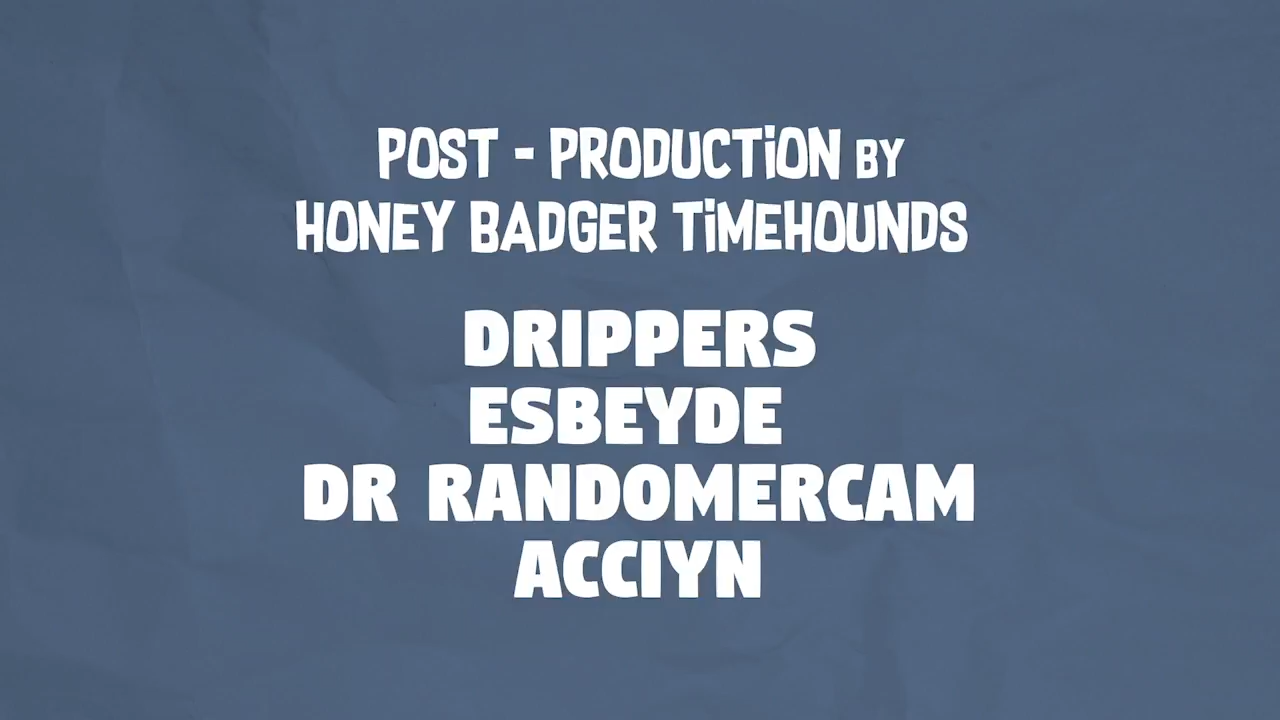 POST - PRODUCTION BY
HONEY BADGER TIMEHOUNDS
DRIPPERS
ESBEYDE
DR RANDOMERCAM
ACCIYN